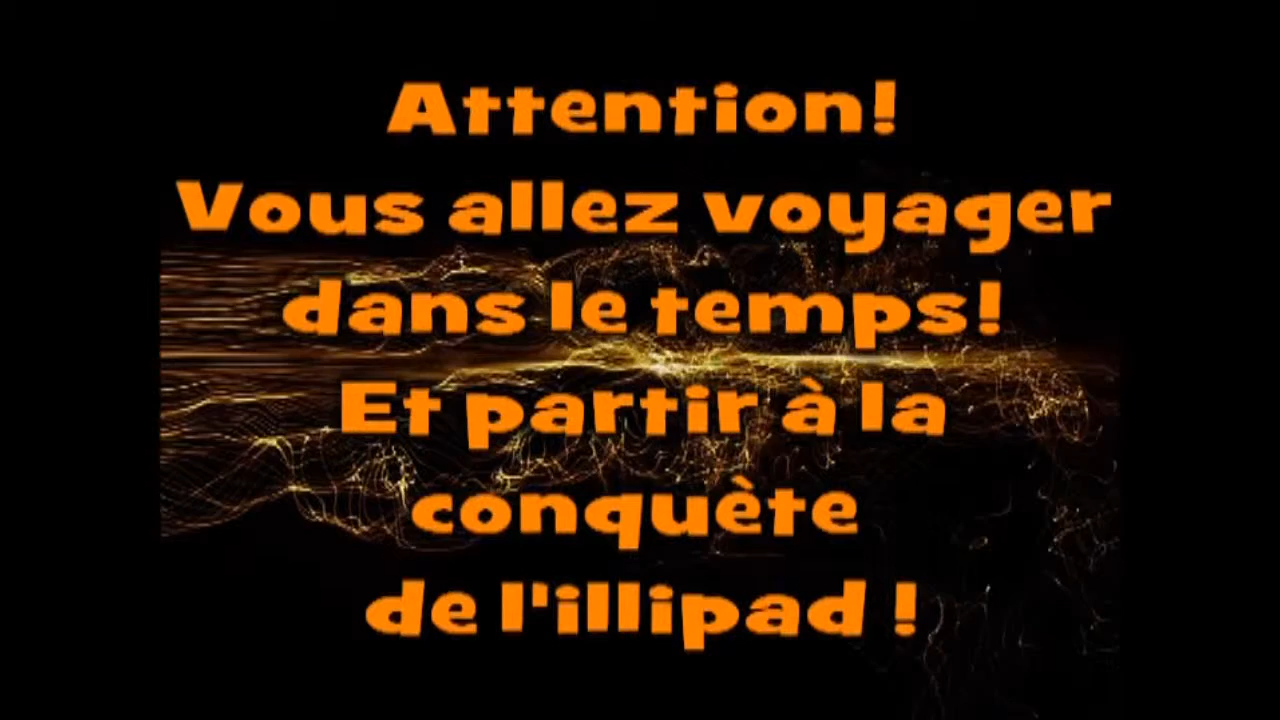 Attention!
Vous allez voyager
dans le temps!
Et partir à la
conquète
de l'illipad !